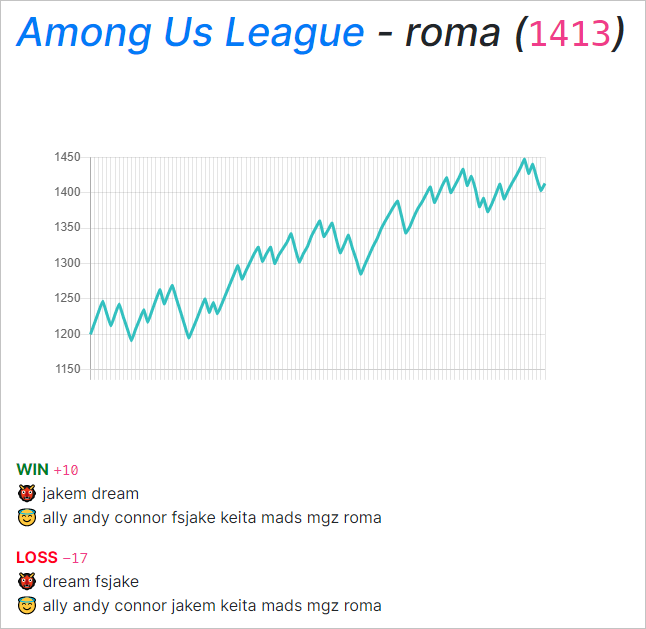 Among Us League - roma (1413)
1450
1400
1350
1300
1250
1200
1150
WIN +10
👹 jakem dream
😇 ally andy connor fsjake keita mads mgz roma
LOSS −17
👹 dream fsjake
😇 ally andy connor jakem keita mads mgz roma